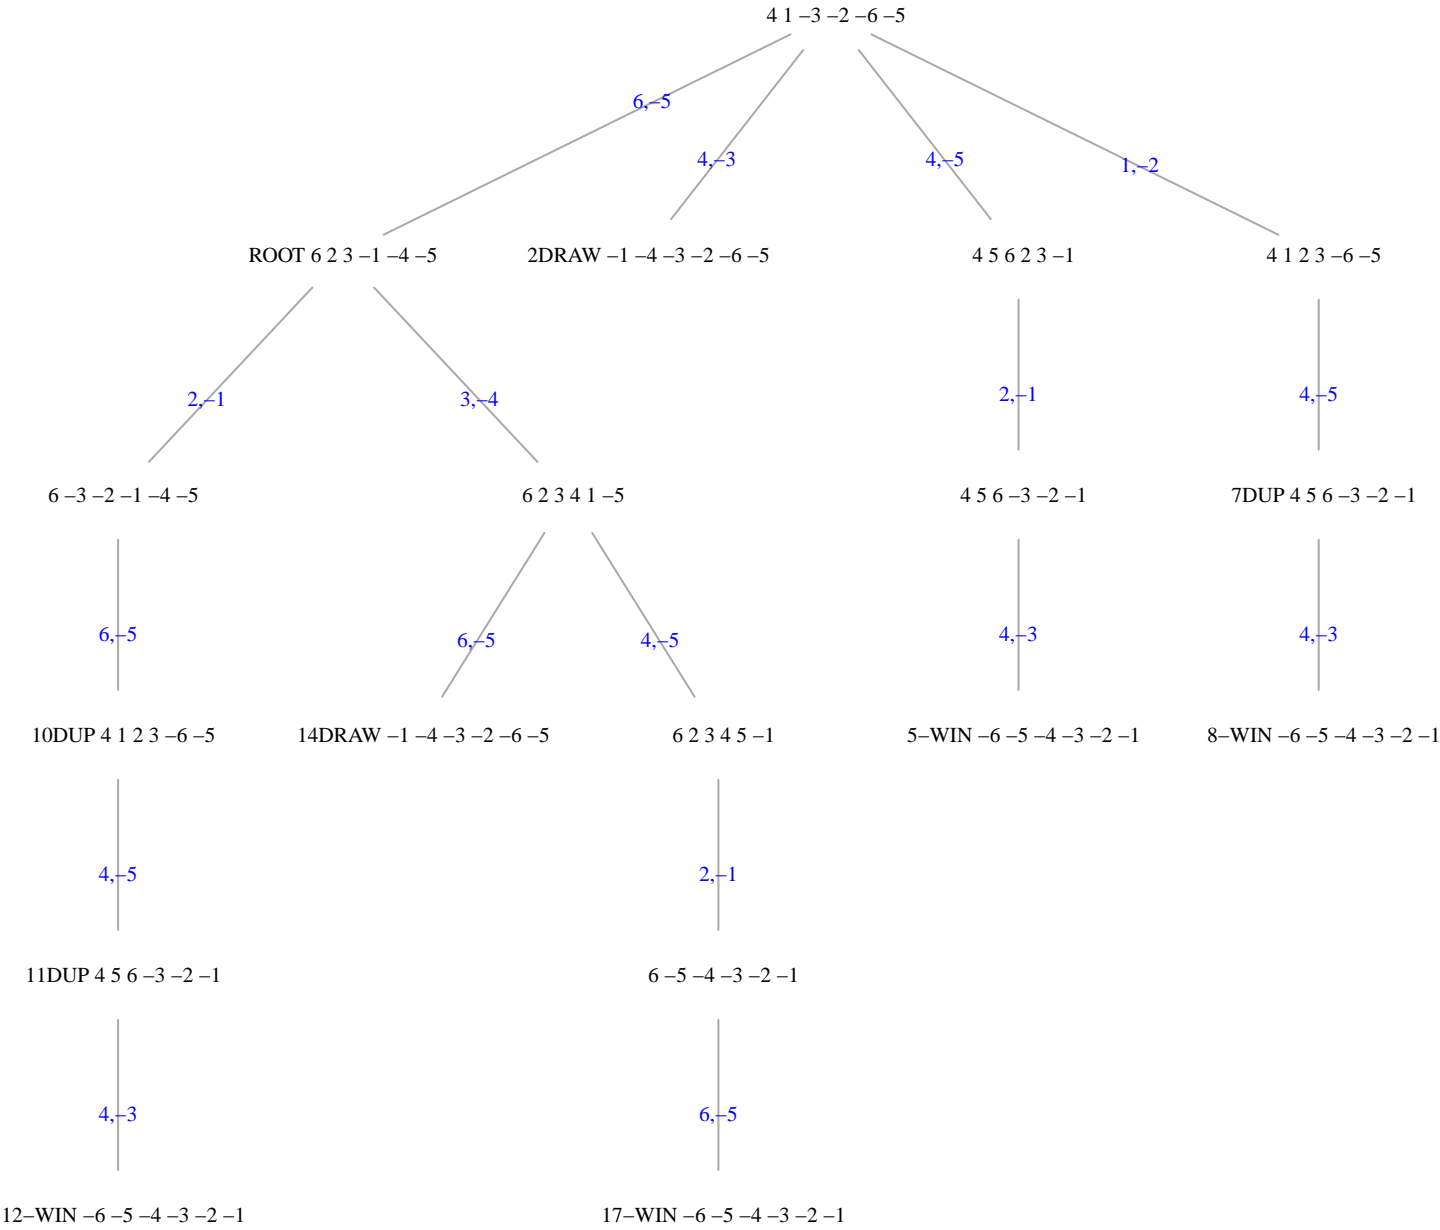 4 1 –3 –2 –6 –5
6,–5
4,–3
4,–5
1,–2
ROOT 6 2 3 –1 –4 –5
2DRAW –1 –4 –3 –2 –6 –5
4 5 6 2 3 –1
4 1 2 3 –6 –5
2,–1
3,–4
2,–1
4,–5
6 –3 –2 –1 –4 –5
6 2 3 4 1 –5
4 5 6 –3 –2 –1
7DUP 4 5 6 –3 –2 –1
6,–5
6,–5
4,–5
4,–3
4,–3
10DUP 4 1 2 3 –6 –5
14DRAW –1 –4 –3 –2 –6 –5
6 2 3 4 5 –1
5–WIN –6 –5 –4 –3 –2 –1
8–WIN –6 –5 –4 –3 –2 –1
4,–5
2,–1
11DUP 4 5 6 –3 –2 –1
6 –5 –4 –3 –2 –1
4,–3
6,–5
12–WIN –6 –5 –4 –3 –2 –1
17–WIN –6 –5 –4 –3 –2 –1